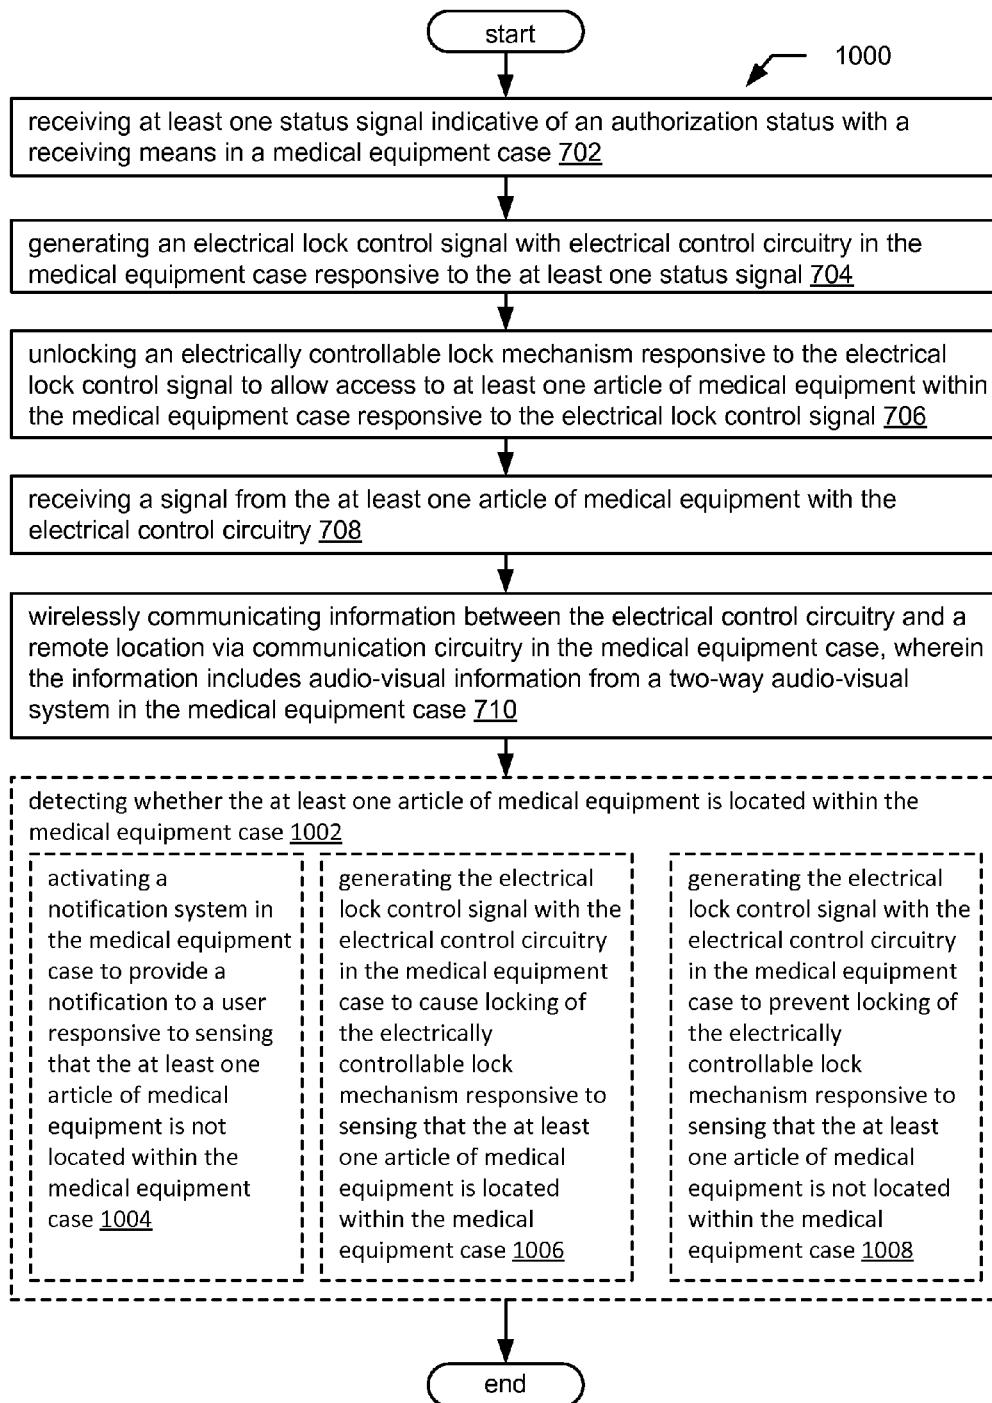 start
1000
receiving at least one status signal indicative of an authorization status with a
receiving means in a medical equipment case 702
generating an electrical lock control signal with electrical control circuitry in the
medical equipment case responsive to the at least one status signal 704
unlocking an electrically controllable lock mechanism responsive to the electrical
lock control signal to allow access to at least one article of medical equipment within
the medical equipment case responsive to the electrical lock control signal 706
receiving a signal from the at least one article of medical equipment with the
electrical control circuitry 708
wirelessly communicating information between the electrical control circuitry and a
remote location via communication circuitry in the medical equipment case, wherein
the information includes audio-visual information from a two-way audio-visual
system in the medical equipment case 710
detecting whether the at least one article of medical equipment is located within the
medical equipment case 1002
activating a
notification system in
the medical equipment
case to provide a
notification to a user
responsive to sensing
that the at least one
article of medical
equipment is not
located within the
medical equipment
case 1004
generating the electrical
lock control signal with the
electrical control circuitry
in the medical equipment
case to cause locking of
the electrically
controllable lock
mechanism responsive to
sensing that the at least
one article of medical
equipment is located
within the medical
equipment case 1006
generating the electrical
lock control signal with the
electrical control circuitry
in the medical equipment
case to prevent locking of
the electrically
controllable lock
mechanism responsive to
sensing that the at least
one article of medical
equipment is not located
within the medical
equipment case 1008
end